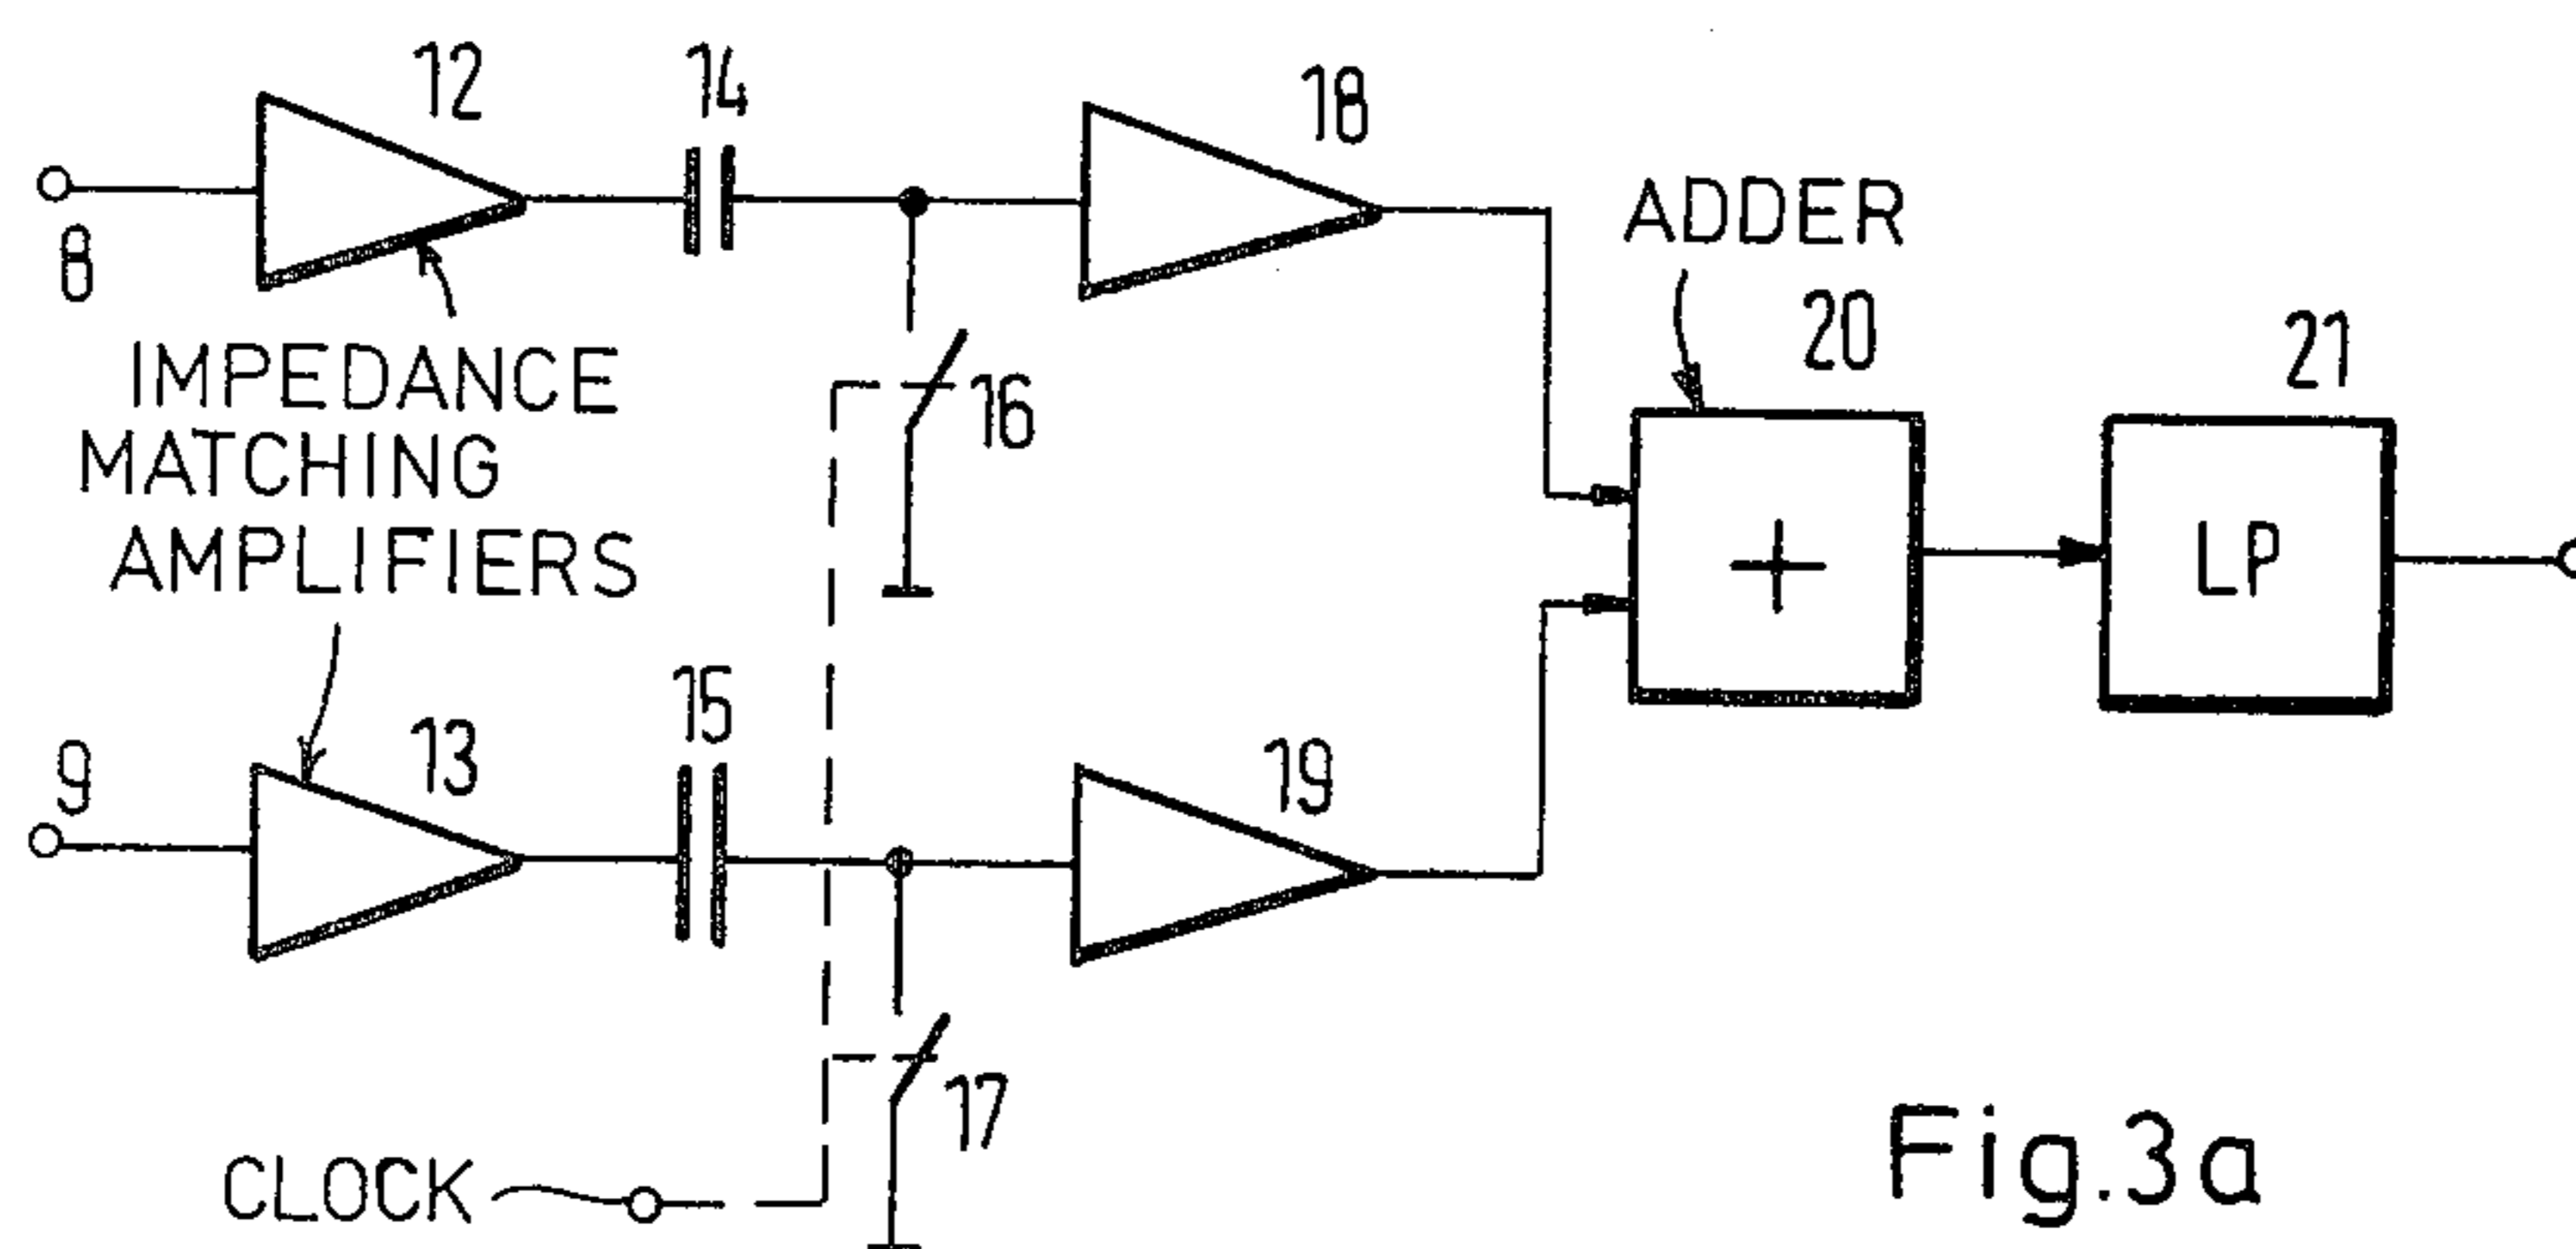 12
14
18
8
ADDER
20
21
IMPEDANCE
MATCHING
AMPLIFIERS
16
+
LP
15
9
13
19
17
CLOCK
Fig.3a